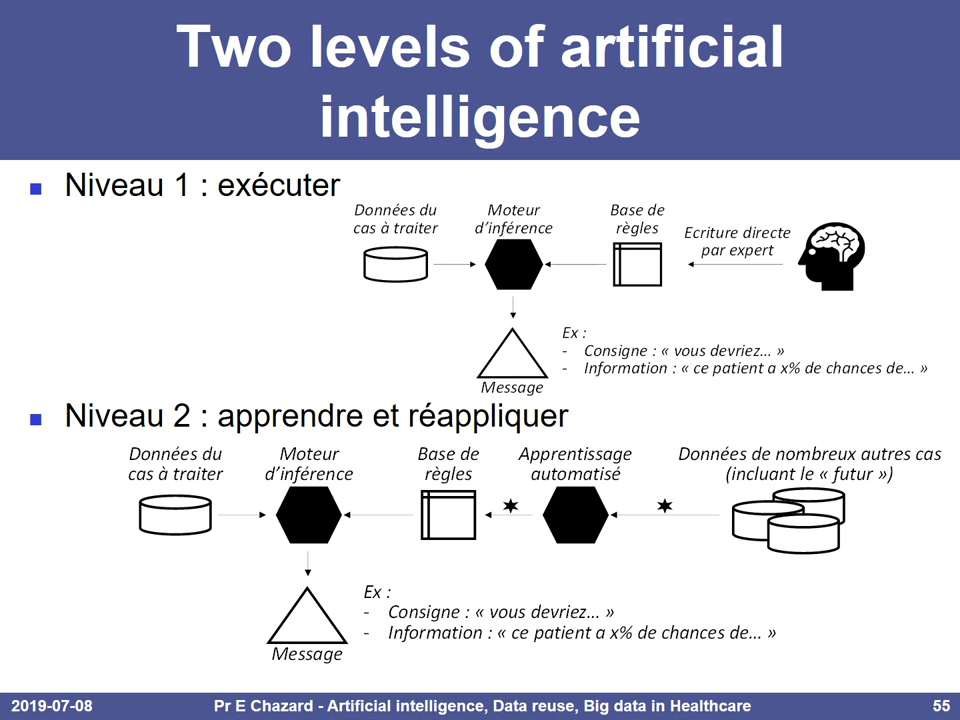 Two levels of artificial
intelligence
Niveau 1 : exécuter
Données du
cas à traiter
Moteur
d’inférence
Base de
règles
Ecriture directe
par expert
Ex :
- Consigne : « vous devriez… »
- Information : « ce patient a x% de chances de… »
Message
Niveau 2 : apprendre et réappliquer
Données du
cas à traiter
Moteur
d’inférence
Base de
règles
Apprentissage
automatisé
Données de nombreux autres cas
(incluant le « futur »)
Ex :
- Consigne : « vous devriez… »
- Information : « ce patient a x% de chances de… »
Message
2019-07-08
Pr E Chazard - Artificial intelligence, Data reuse, Big data in Healthcare
55